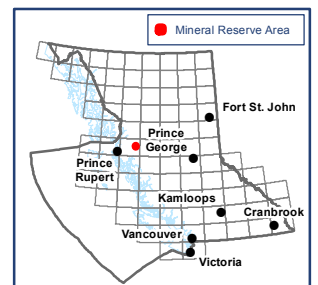 Mineral Reserve Area
Fort St. John
Prince
George
Prince
Rupert
Kamloops
Cranbrook
Vancouver
Victoria